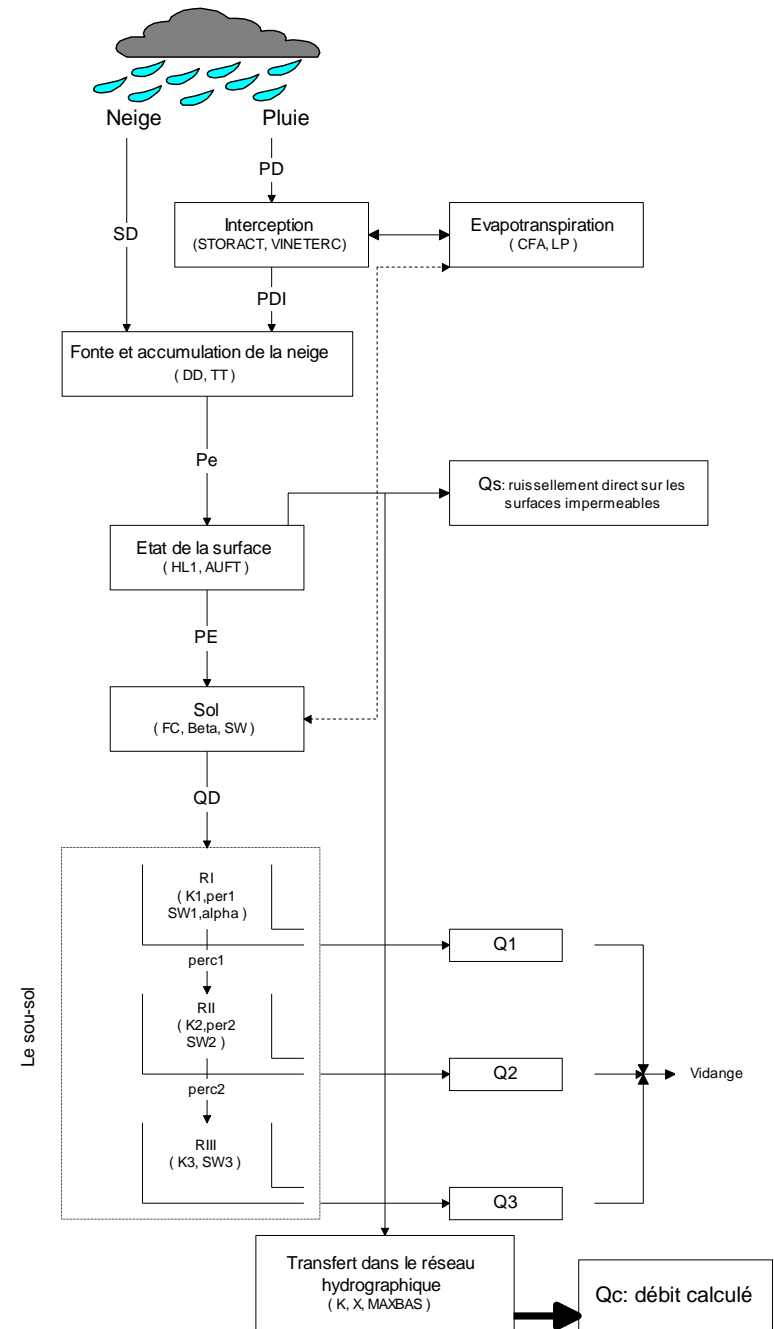 Neige
Pluie
PD
Interception
(STORACT, VINETERC)
Evapotranspiration
( CFA, LP )
SD
PDI
Fonte et accumulation de la neige
( DD, TT )
Pe
Qs: ruissellement direct sur les
surfaces impermeables
Etat de la surface
( HL1, AUFT )
PE
Sol
( FC, Beta, SW )
QD
Le sou-sol
RI
( K1,per1
SW1,alpha )
Q1
perc1
RII
( K2,per2
SW2 )
Q2
Vidange
perc2
RIII
( K3, SW3 )
Q3
Transfert dans le réseau
hydrographique
( K, X, MAXBAS )
Qc: débit calculé